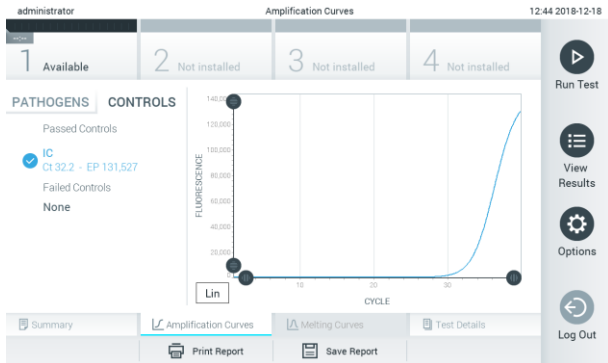 administrator
Amplification Curves
12:44 2018-12-18
1 Available
2 Not installed
3 Not installed
4 Not installed
Run Test
View
Results
Options
Log Out
PATHOGENS
CONTROLS
Passed Controls
IC
Ct 32.2 - EP 131,527
Failed Controls
None
FLUORESCENCE
140,000
120,000
100,000
80,000
60,000
40,000
20,000
0
10
20
30
CYCLE
Lin
Summary
Amplification Curves
Melting Curves
Test Details
Print Report
Save Report